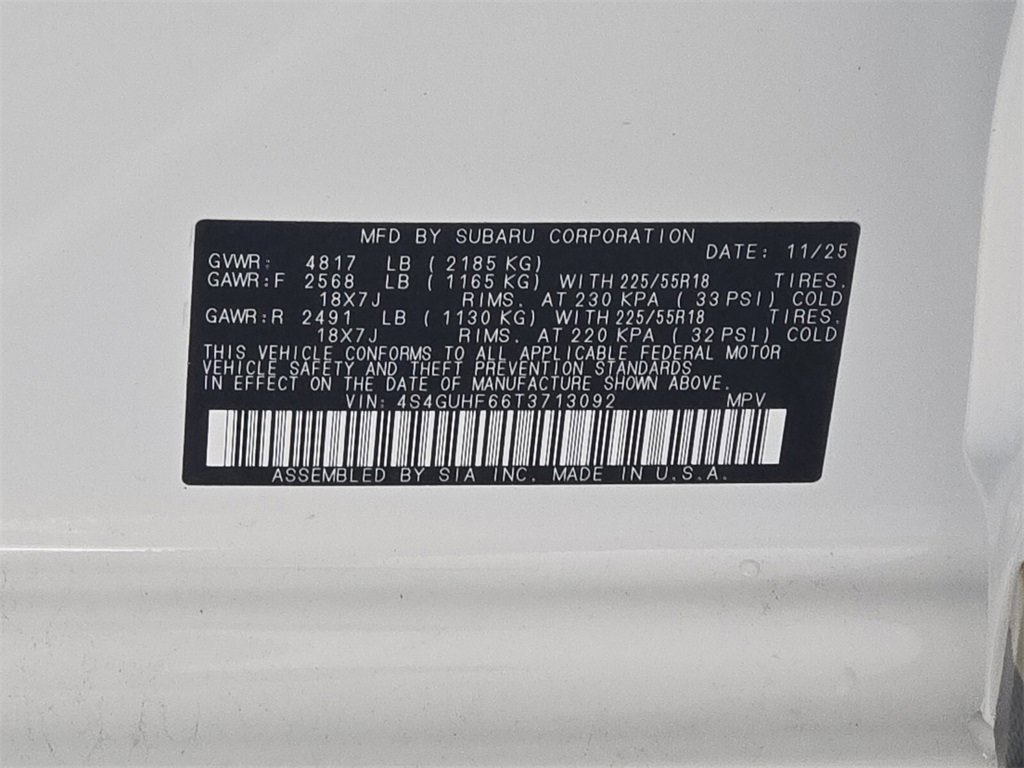 MFD BY SUBARU CORPORATION DATE: 11/25
GVWR: 4817 LB ( 2185 KG)
GAWR:F 2568 LB ( 1165 KG) WITH 225/55R18 TIRES.
18X7J RIMS. AT 230 KPA ( 33 PSI) COLD
GAWR:R 2491 LB ( 1130 KG) WITH 225/55R18 TIRES.
18X7J RIMS. AT 220 KPA ( 32 PSI) COLD
THIS VEHICLE CONFORMS TO ALL APPLICABLE FEDERAL MOTOR
VEHICLE SAFETY AND THEFT PREVENTION STANDARDS
IN EFFECT ON THE DATE OF MANUFACTURE SHOWN ABOVE.
VIN: 4S4GUHF66T3713092 MPV
ASSEMBLED BY SIA INC. MADE IN U.S.A.